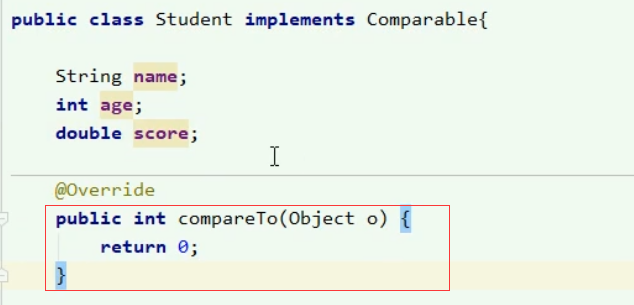 public class Student implements Comparable{
String name;
int age;
double score;
@Override
public int compareTo(Object o) {
return 0;
}